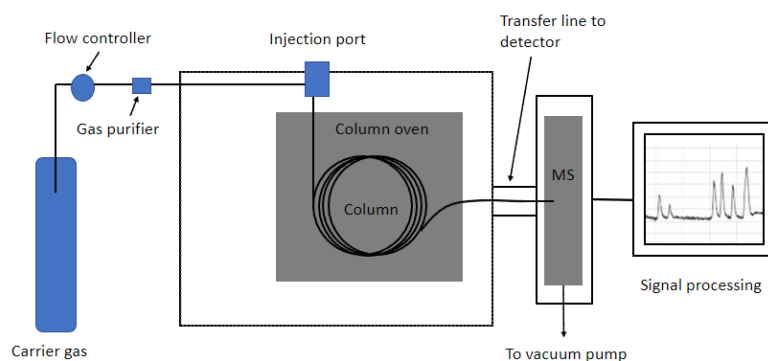 Transfer line to
detector
Flow controller
Injection port
Gas purifier
Column oven
MS
Column
Signal processing
Carrier gas
To vacuum pump